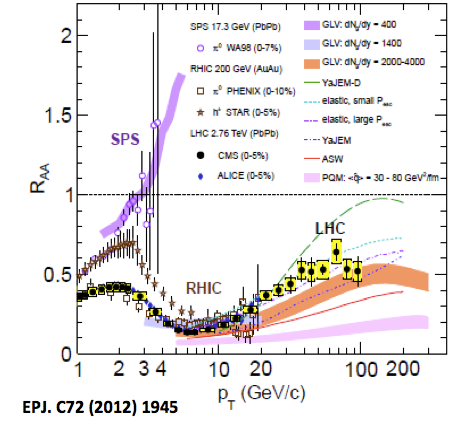 SPS 17.3 GeV (PbPb)
π⁰ WA98 (0-7%)
RHIC 200 GeV (AuAu)
π⁰ PHENIX (0-10%)
h± STAR (0-5%)
LHC 2.76 TeV (PbPb)
CMS (0-5%)
ALICE (0-5%)
GLV: dNg/dy = 400
GLV: dNg/dy = 1400
GLV: dNg/dy = 2000-4000
YaJEM-D
elastic, small Pesc
elastic, large Pesc
YaJEM
ASW
PQM: <q̂> = 30 - 80 GeV²/fm
SPS
RHIC
LHC
RAA
2
1.5
1
0.5
0
1 2 3 4 10 20 100 200
pT (GeV/c)
EPJ. C72 (2012) 1945